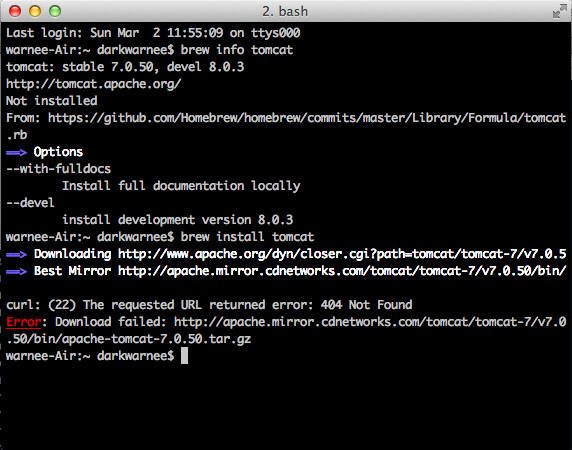 2. bash
Last login: Sun Mar  2 11:55:09 on ttys000
warnee-Air:~ darkwarnee$ brew info tomcat
tomcat: stable 7.0.50, devel 8.0.3
http://tomcat.apache.org/
Not installed
From: https://github.com/Homebrew/homebrew/commits/master/Library/Formula/tomcat
.rb
==> Options
--with-fulldocs
        Install full documentation locally
--devel
        install development version 8.0.3
warnee-Air:~ darkwarnee$ brew install tomcat
==> Downloading http://www.apache.org/dyn/closer.cgi?path=tomcat/tomcat-7/v7.0.5
==> Best Mirror http://apache.mirror.cdnetworks.com/tomcat/tomcat-7/v7.0.50/bin/
curl: (22) The requested URL returned error: 404 Not Found
Error: Download failed: http://apache.mirror.cdnetworks.com/tomcat/tomcat-7/v7.0
.50/bin/apache-tomcat-7.0.50.tar.gz
warnee-Air:~ darkwarnee$